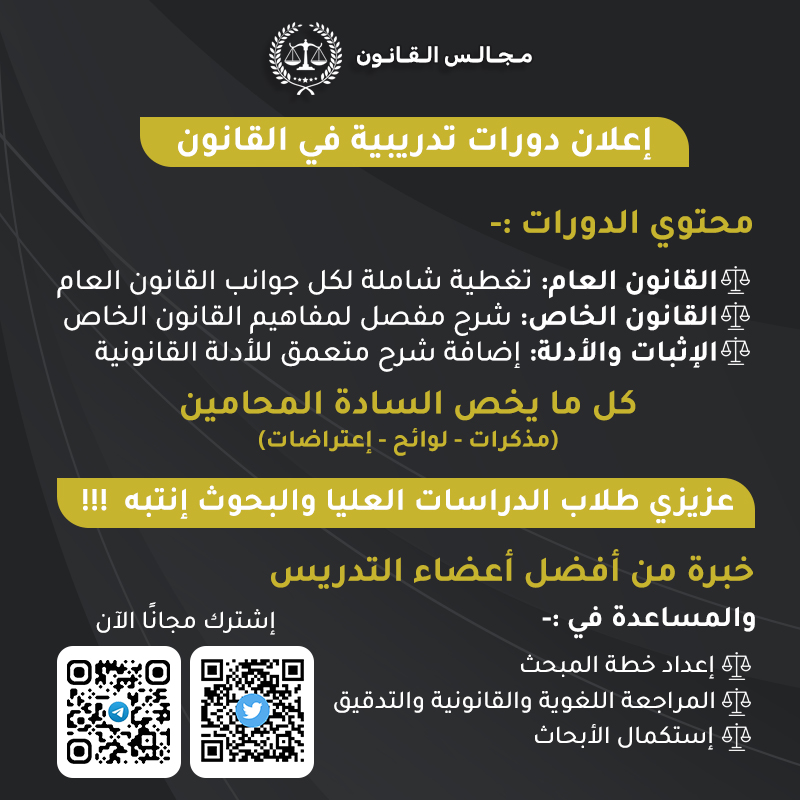 مجالس القانون
إعلان دورات تدريبية في القانون
محتوي الدورات :-
القانون العام: تغطية شاملة لكل جوانب القانون العام
القانون الخاص: شرح مفصل لمفاهيم القانون الخاص
الإثبات والأدلة: إضافة شرح متعمق للأدلة القانونية
كل ما يخص السادة المحامين
(مذكرات - لوائح - إعتراضات)
عزيزي طلاب الدراسات العليا والبحوث إنتبه !!!
خبرة من أفضل أعضاء التدريس
والمساعدة في :-
إعداد خطة المبحث
المراجعة اللغوية والقانونية والتدقيق
إستكمال الأبحاث
إشترك مجانًا الآن